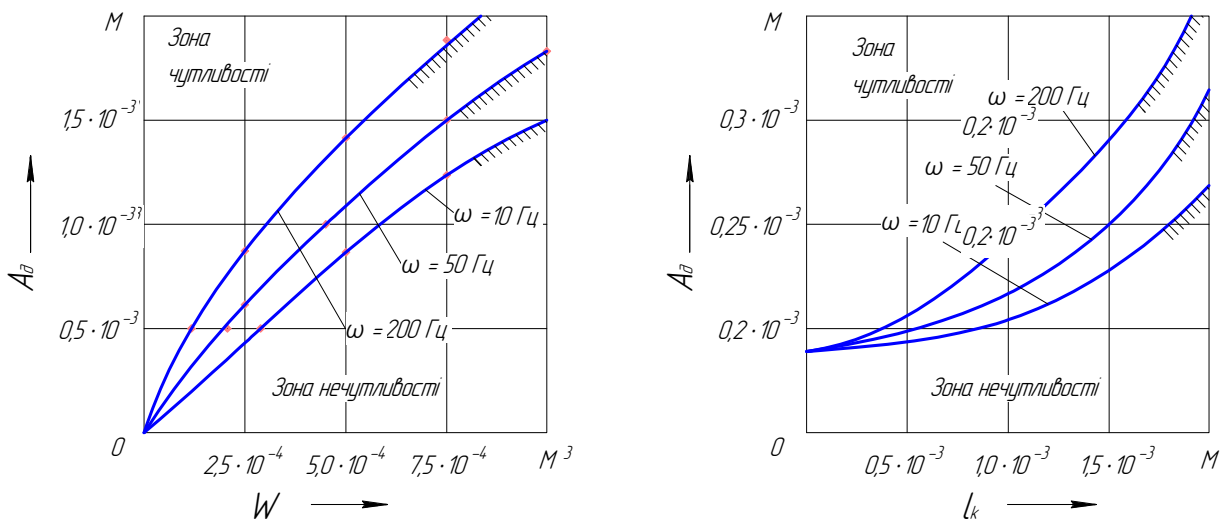 М
Зона
чутливості
1,5·10⁻³
1,0·10⁻³
0,5·10⁻³
0
Aд
ω = 10 Гц
ω = 50 Гц
ω = 200 Гц
Зона нечутливості
2,5·10⁻⁴
5,0·10⁻⁴
7,5·10⁻⁴
М³
W
М
Зона
чутливості
0,3·10⁻³
0,25·10⁻³
0,2·10⁻³
0
Aд
ω = 200 Гц
0,2·10⁻³
ω = 50 Гц
ω = 10 Гц
0,2·10⁻³
Зона нечутливості
0,5·10⁻³
1,0·10⁻³
1,5·10⁻³
М
lk